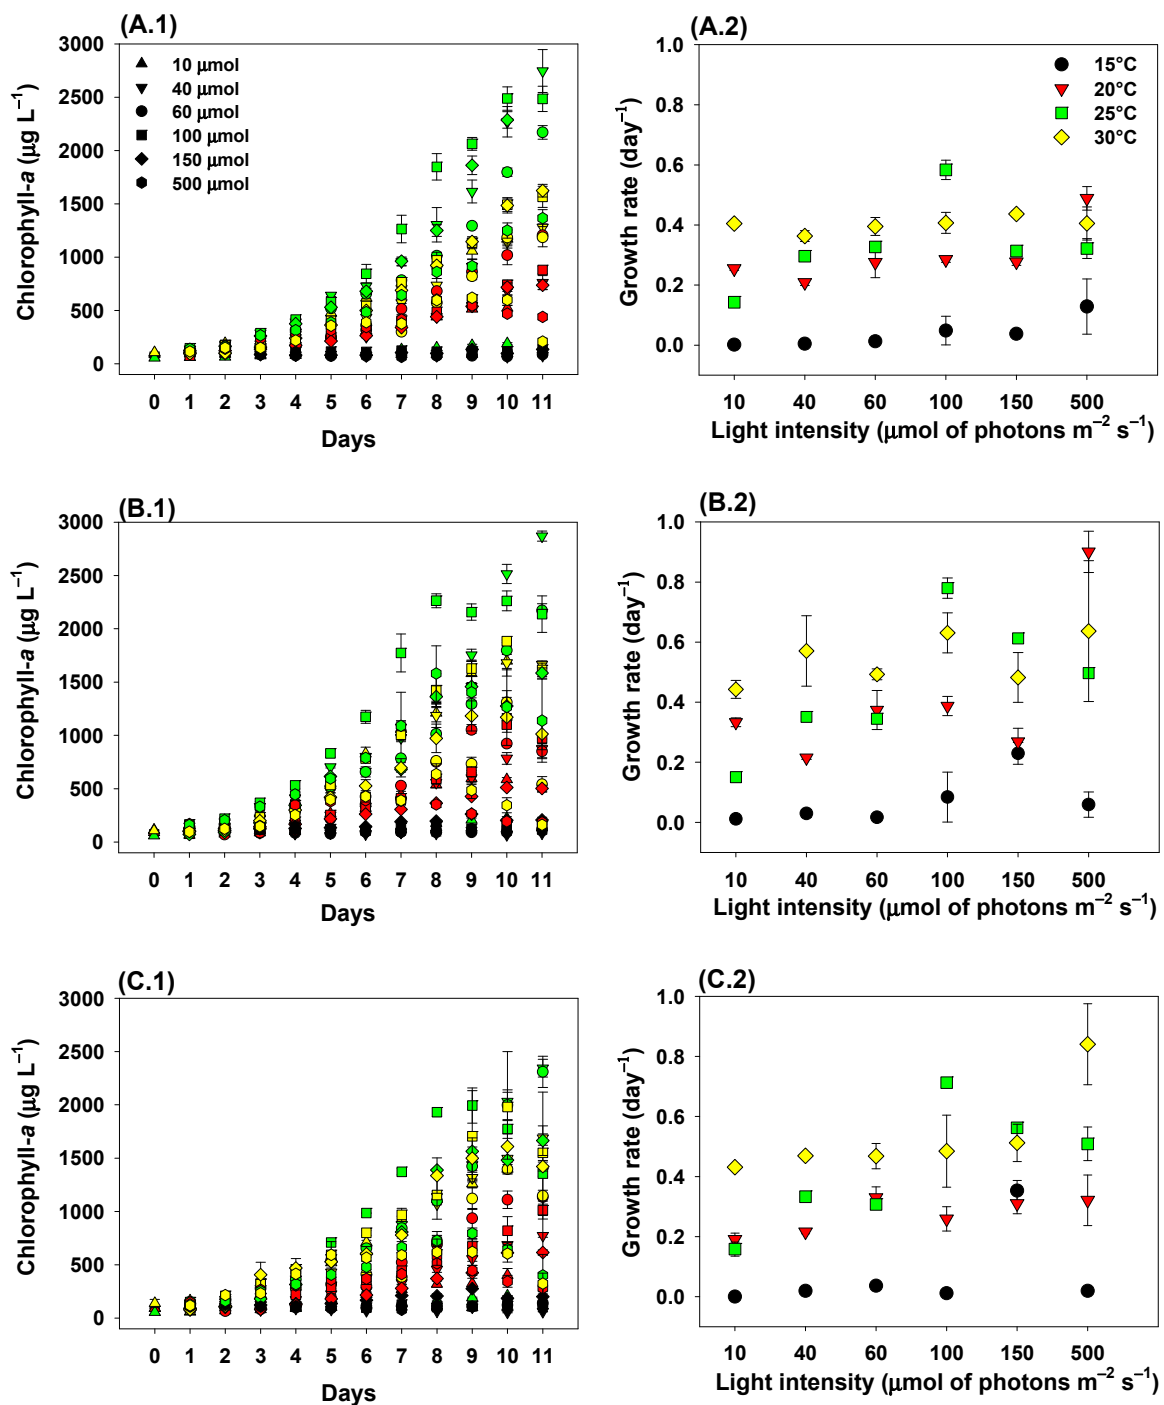 (A.1)
3000
2500
2000
1500
1000
500
0
Chlorophyll-a (µg L−1)
10 µmol
40 µmol
60 µmol
100 µmol
150 µmol
500 µmol
0 1 2 3 4 5 6 7 8 9 10 11
Days
(A.2)
1.0
0.8
0.6
0.4
0.2
0.0
Growth rate (day−1)
15°C
20°C
25°C
30°C
10 40 60 100 150 500
Light intensity (µmol of photons m−2 s−1)
(B.1)
3000
2500
2000
1500
1000
500
0
Chlorophyll-a (µg L−1)
0 1 2 3 4 5 6 7 8 9 10 11
Days
(B.2)
1.0
0.8
0.6
0.4
0.2
0.0
Growth rate (day−1)
10 40 60 100 150 500
Light intensity (µmol of photons m−2 s−1)
(C.1)
3000
2500
2000
1500
1000
500
0
Chlorophyll-a (µg L−1)
0 1 2 3 4 5 6 7 8 9 10 11
Days
(C.2)
1.0
0.8
0.6
0.4
0.2
0.0
Growth rate (day−1)
10 40 60 100 150 500
Light intensity (µmol of photons m−2 s−1)